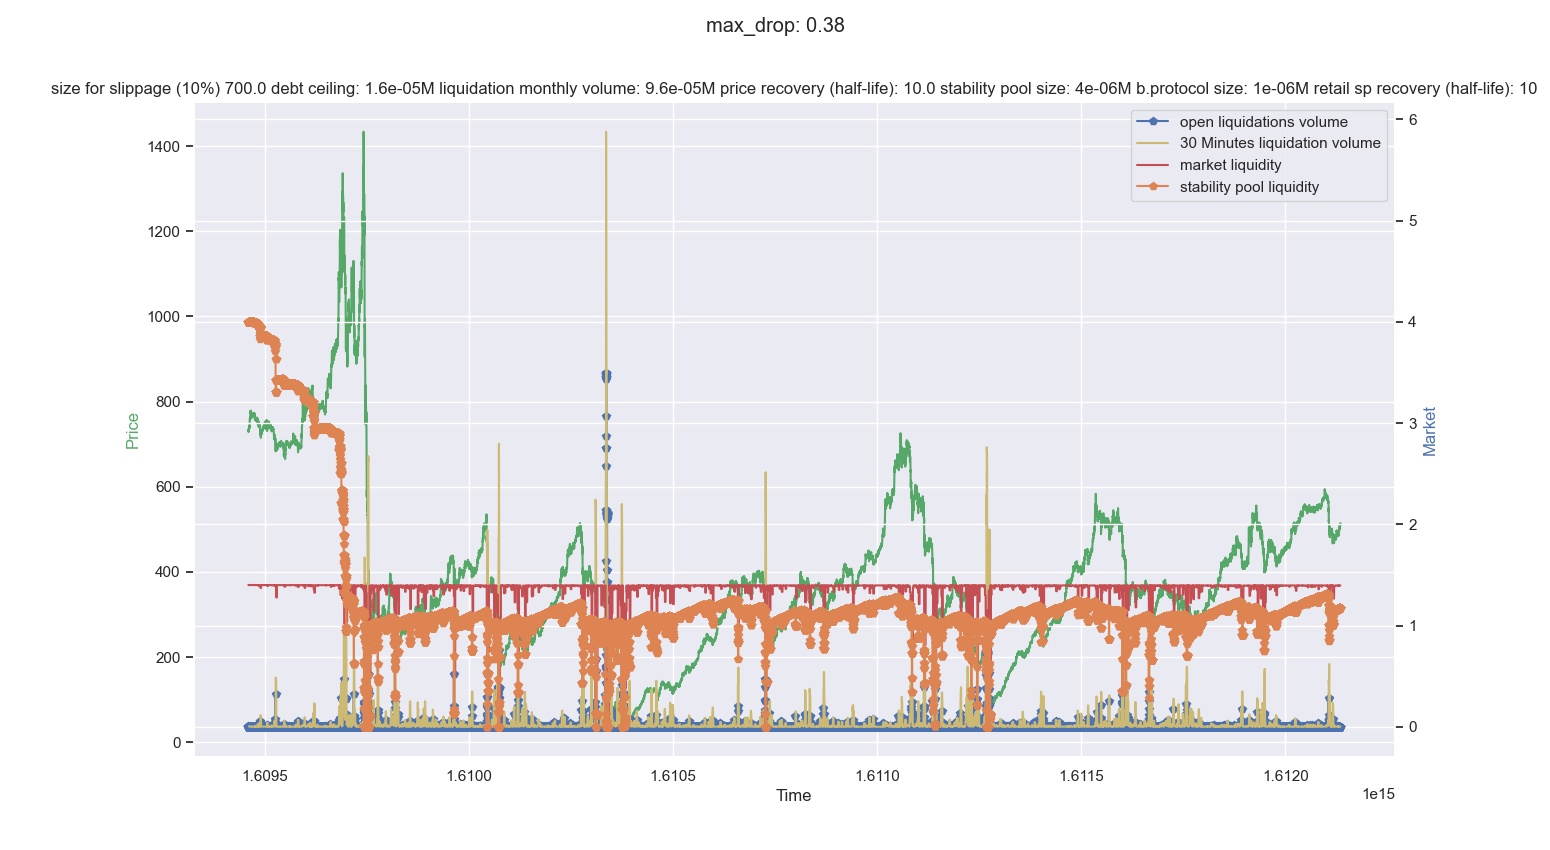 max_drop: 0.38
size for slippage (10%) 700.0 debt ceiling: 1.6e-05M liquidation monthly volume: 9.6e-05M price recovery (half-life): 10.0 stability pool size: 4e-06M b.protocol size: 1e-06M retail sp recovery (half-life): 10
open liquidations volume
30 Minutes liquidation volume
market liquidity
stability pool liquidity
1400
1200
1000
800
600
400
200
0
Price
6
5
4
3
2
1
0
Market
1.6095
1.6100
1.6105
1.6110
1.6115
1.6120
1e15
Time